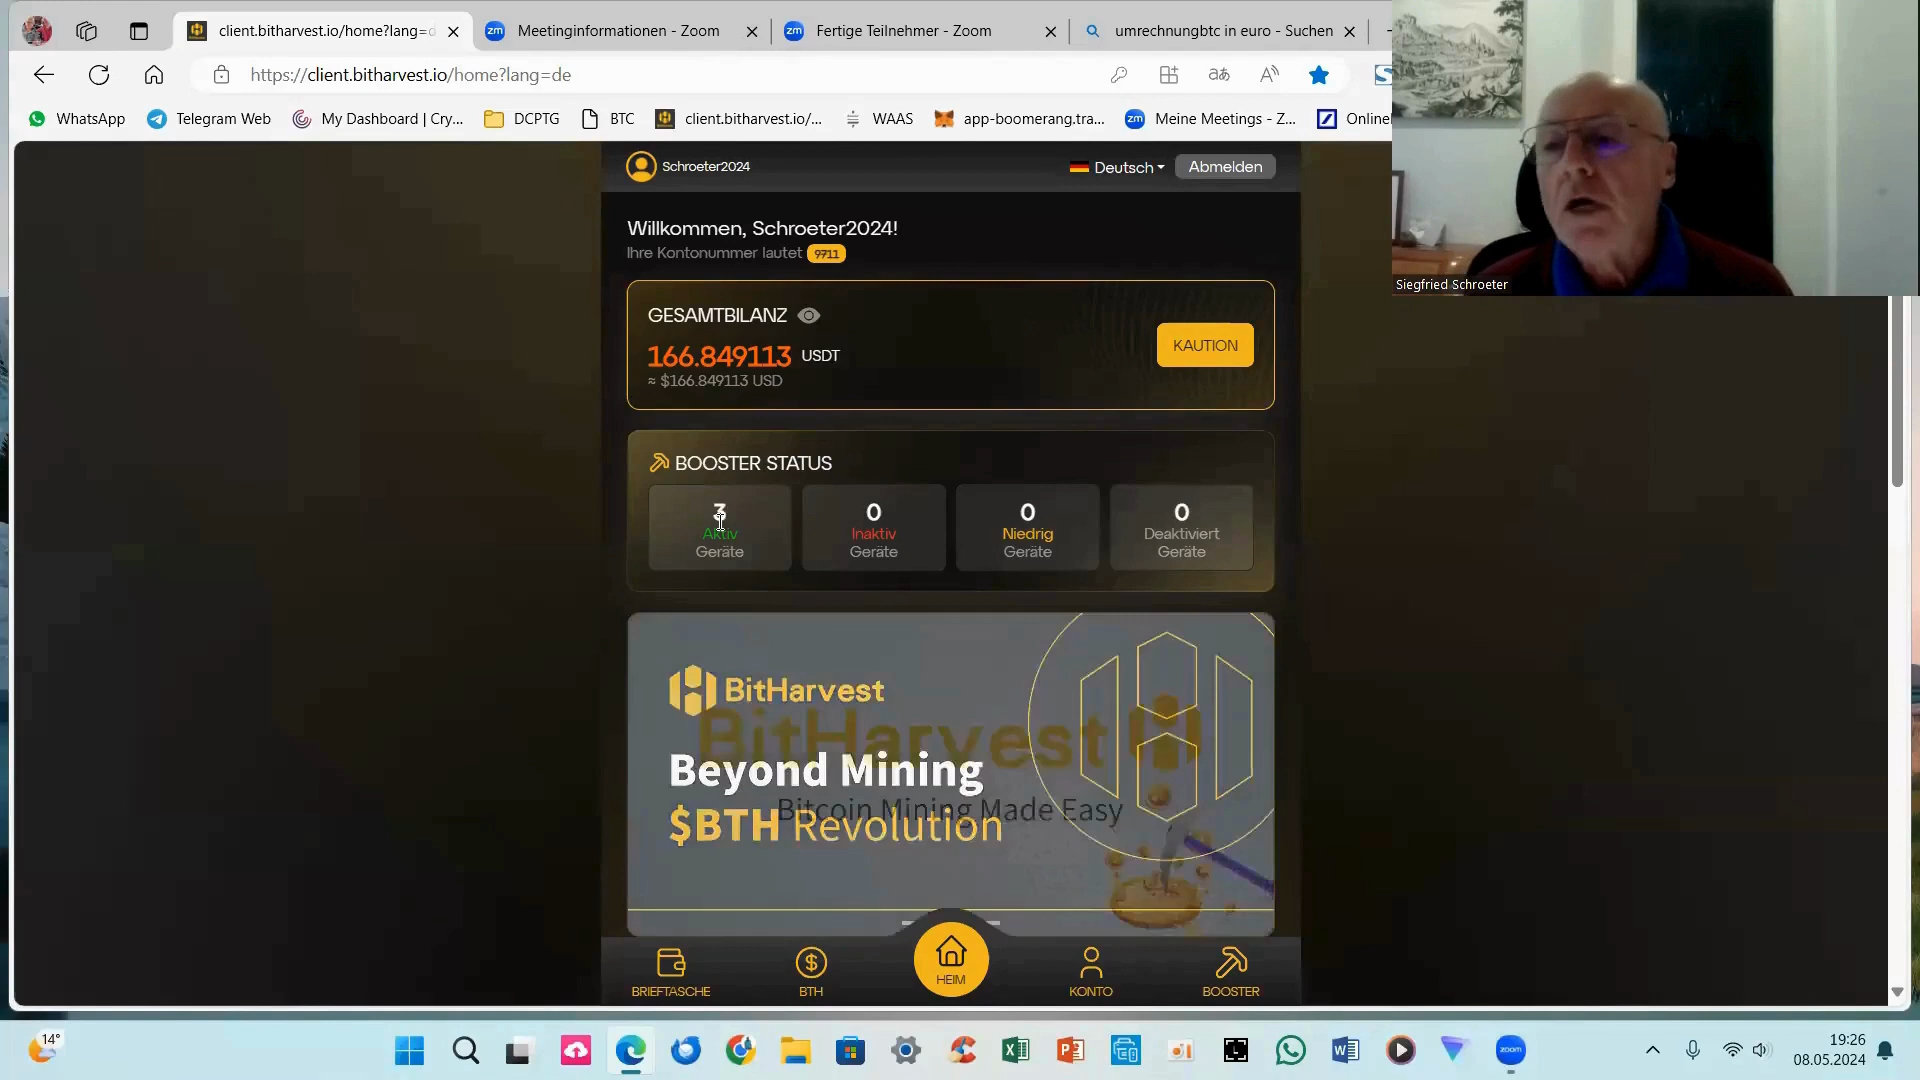 client.bitharvest.io/home?lang=d
Meetinginformationen - Zoom
Fertige Teilnehmer - Zoom
umrechnungbtc in euro - Suchen
https://client.bitharvest.io/home?lang=de
WhatsApp
Telegram Web
My Dashboard | Cry...
DCPTG
BTC
client.bitharvest.io/...
WAAS
app-boomerang.tra...
Meine Meetings - Z...
Onlinel
Siegfried Schroeter
Schroeter2024
Deutsch
Abmelden
Willkommen, Schroeter2024!
Ihre Kontonummer lautet 9711
GESAMTBILANZ
166.849113 USDT
≈ $166.849113 USD
KAUTION
BOOSTER STATUS
3
Aktiv
Geräte
0
Inaktiv
Geräte
0
Niedrig
Geräte
0
Deaktiviert
Geräte
BitHarvest
BitHarvest
Beyond Mining
Bitcoin Mining Made Easy
$BTH Revolution
BRIEFTASCHE
BTH
HEIM
KONTO
BOOSTER
14°
zoom
19:26
08.05.2024